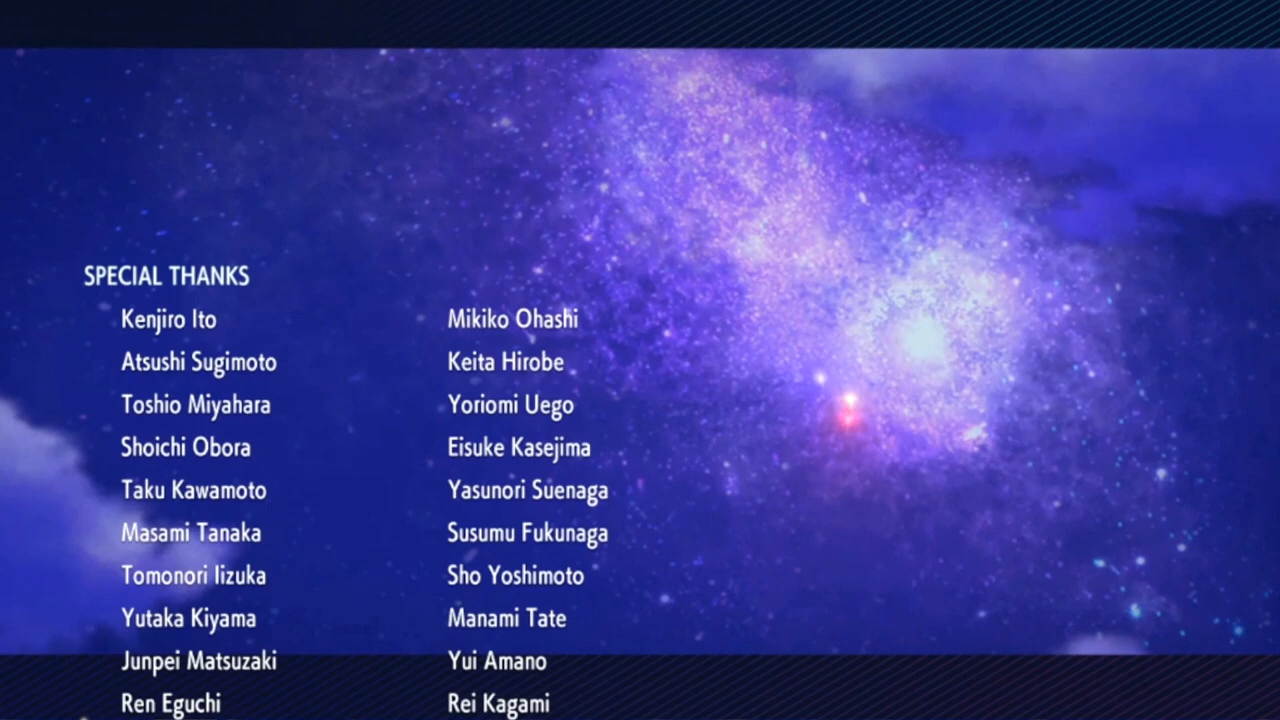 SPECIAL THANKS
Kenjiro Ito Mikiko Ohashi
Atsushi Sugimoto Keita Hirobe
Toshio Miyahara Yoriomi Uego
Shoichi Obora Eisuke Kasejima
Taku Kawamoto Yasunori Suenaga
Masami Tanaka Susumu Fukunaga
Tomonori Iizuka Sho Yoshimoto
Yutaka Kiyama Manami Tate
Junpei Matsuzaki Yui Amano
Ren Eguchi Rei Kagami